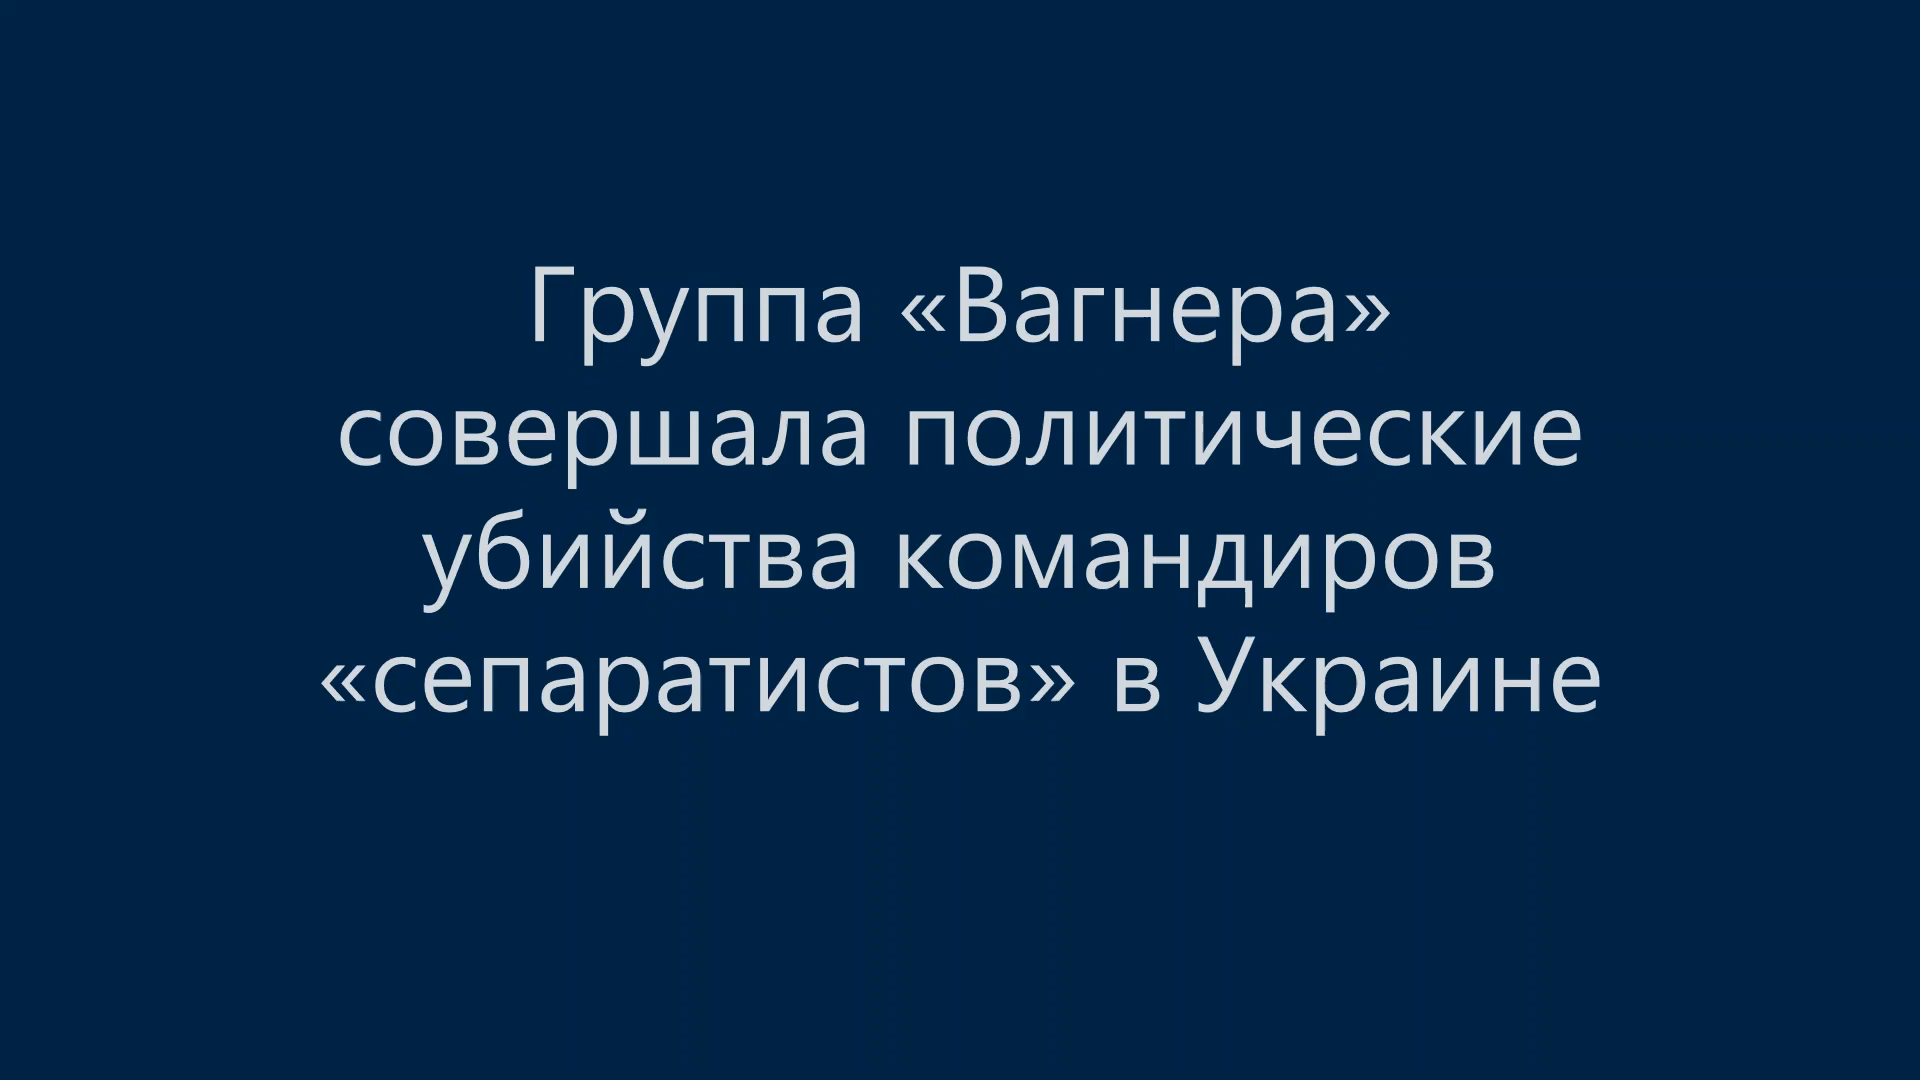 Группа «Вагнера»
совершала политические
убийства командиров
«сепаратистов» в Украине